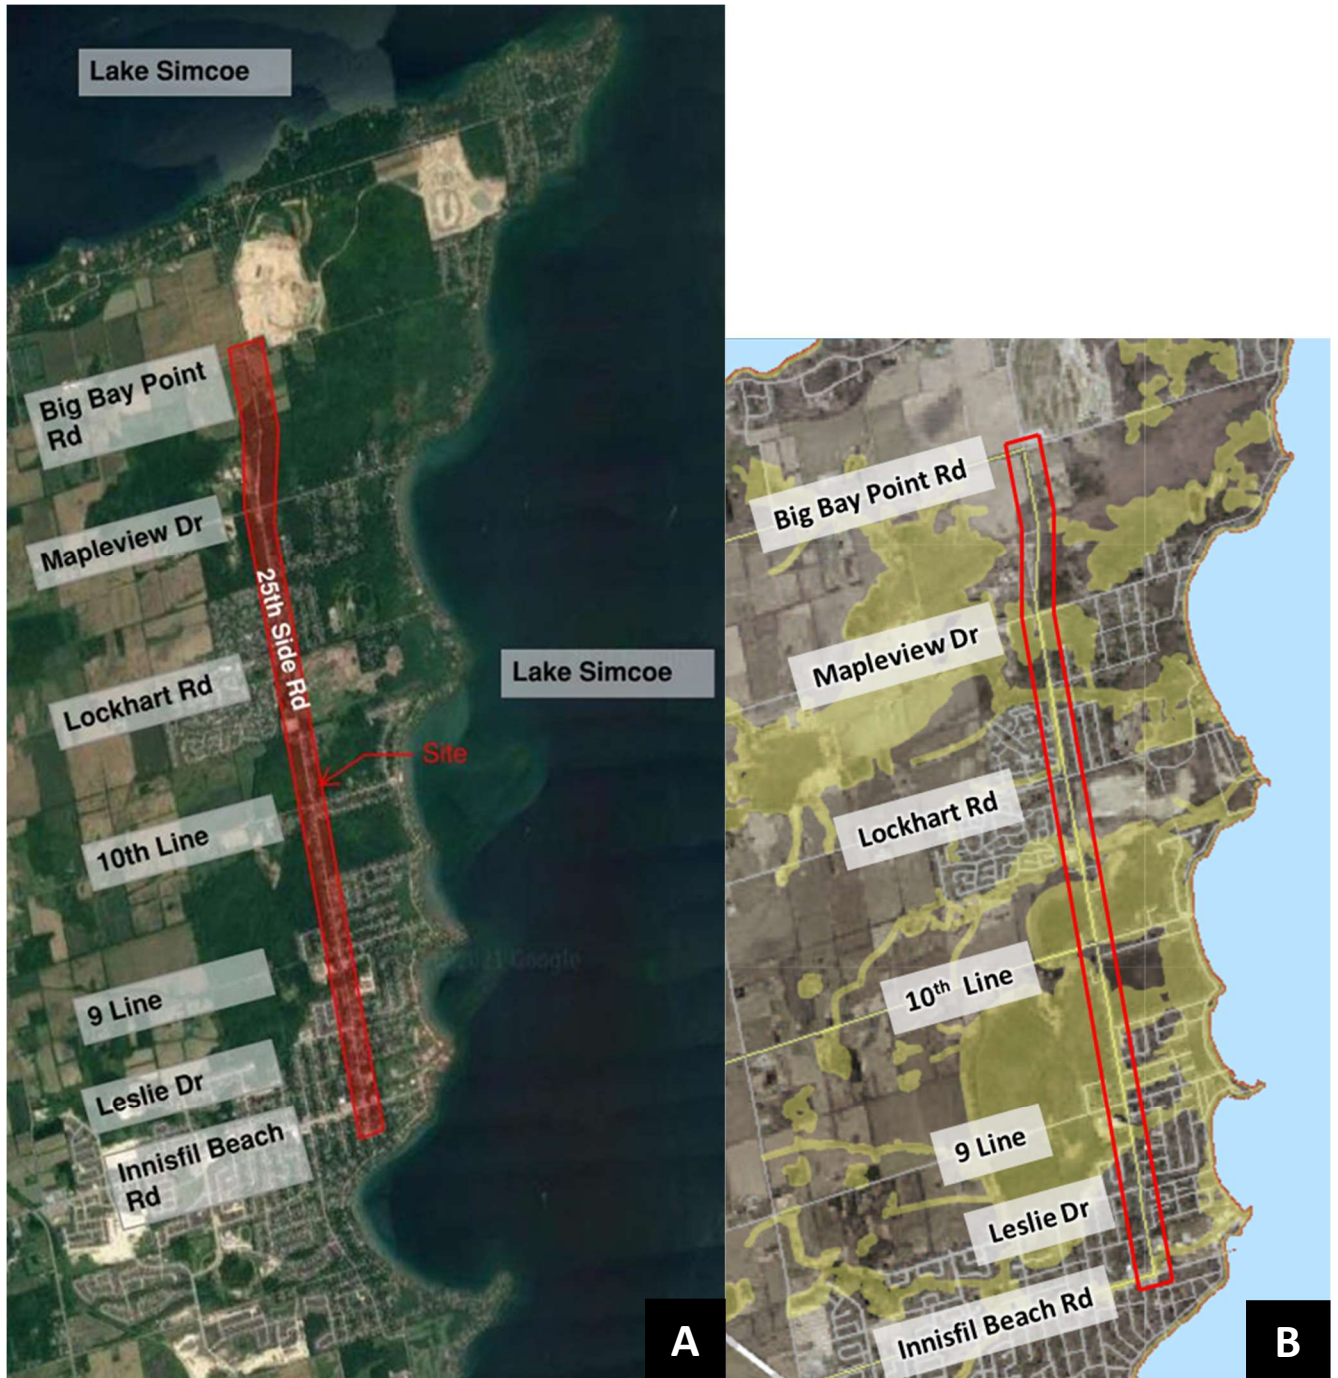 Lake Simcoe
Big Bay Point
Rd
Mapleview Dr
25th Side Rd
Lockhart Rd
Lake Simcoe
Site
10th Line
9 Line
Leslie Dr
Innisfil Beach
Rd
A
Big Bay Point Rd
Mapleview Dr
Lockhart Rd
10th Line
9 Line
Leslie Dr
Innisfil Beach Rd
B